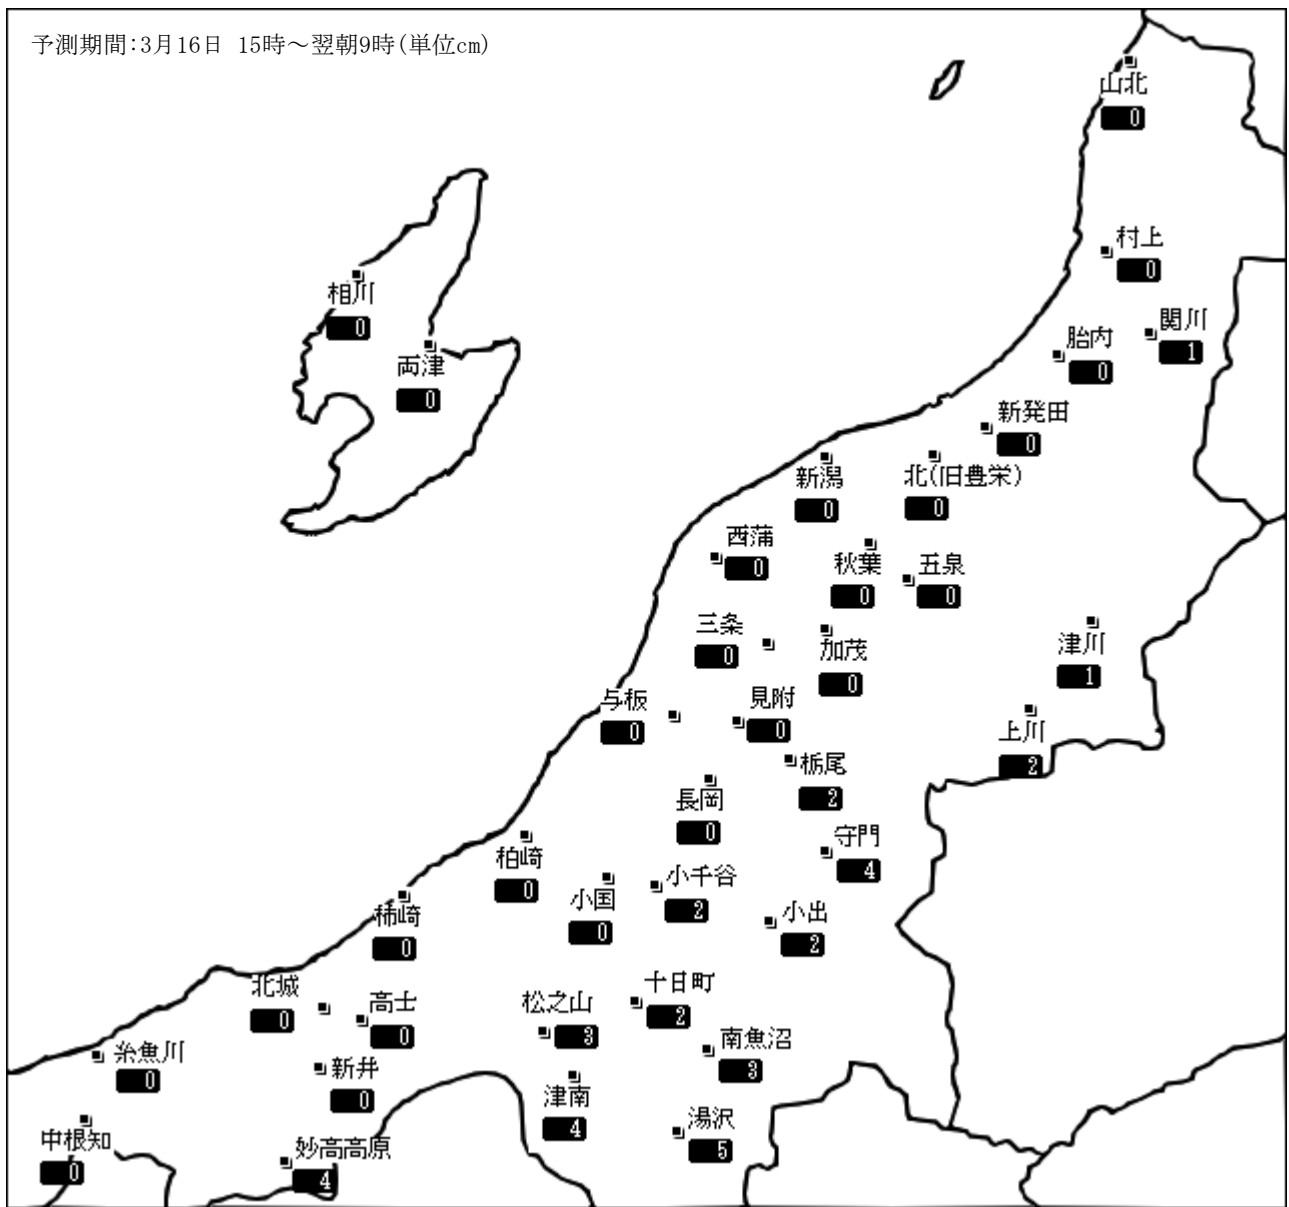 予測期間:3月16日 15時～翌朝9時(単位cm)
山北
0
村上
0
相川
0
関川
1
胎内
0
両津
0
新発田
0
新潟
0
北(旧豊栄)
0
西蒲
0
秋葉
0
五泉
0
三条
0
加茂
0
津川
1
与板
0
見附
0
上川
2
栃尾
2
長岡
0
守門
4
柏崎
0
小千谷
2
小国
0
小出
2
柿崎
0
北城
0
高士
0
松之山
3
十日町
2
南魚沼
3
糸魚川
0
新井
0
津南
4
湯沢
5
中根知
0
妙高高原
4